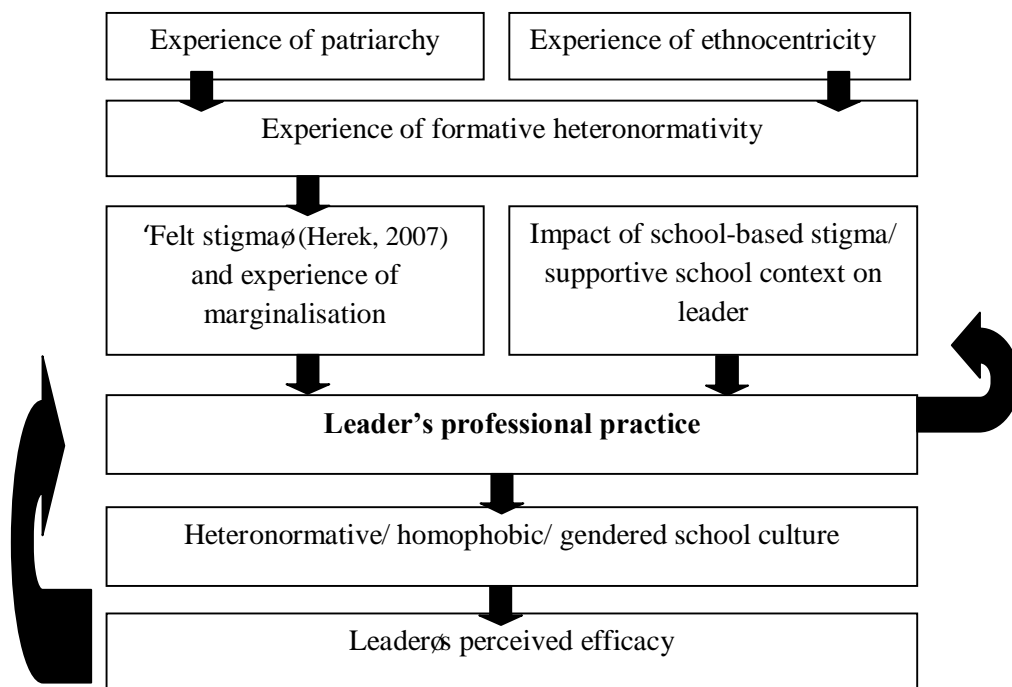 Experience of patriarchy
Experience of ethnocentricity
Experience of formative heteronormativity
‘Felt stigmaø (Herek, 2007)
and experience of
marginalisation
Impact of school-based stigma/
supportive school context on
leader
Leader’s professional practice
Heteronormative/ homophobic/ gendered school culture
Leaderøs perceived efficacy